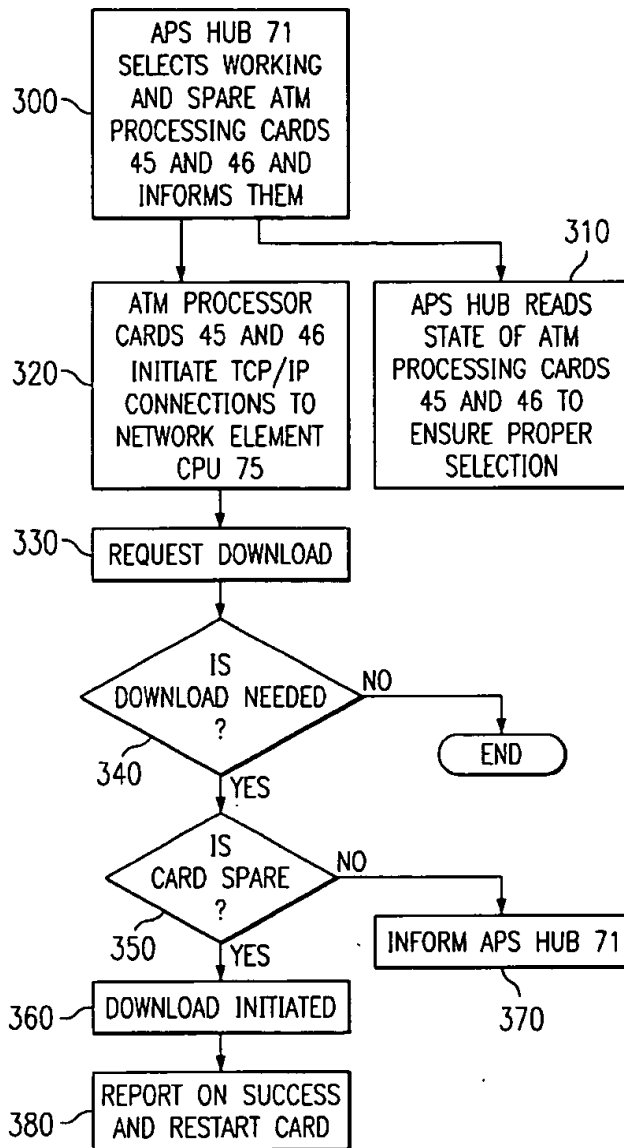 APS HUB 71
SELECTS WORKING
AND SPARE ATM
PROCESSING CARDS
45 AND 46 AND
INFORMS THEM
300
310
APS HUB READS
STATE OF ATM
PROCESSING CARDS
45 AND 46 TO
ENSURE PROPER
SELECTION
ATM PROCESSOR
CARDS 45 AND 46
INITIATE TCP/IP
CONNECTIONS TO
NETWORK ELEMENT
CPU 75
320
330
REQUEST DOWNLOAD
IS
DOWNLOAD NEEDED
?
NO
340
END
YES
IS
CARD SPARE
?
NO
350
YES
INFORM APS HUB 71
370
360
DOWNLOAD INITIATED
380
REPORT ON SUCCESS
AND RESTART CARD